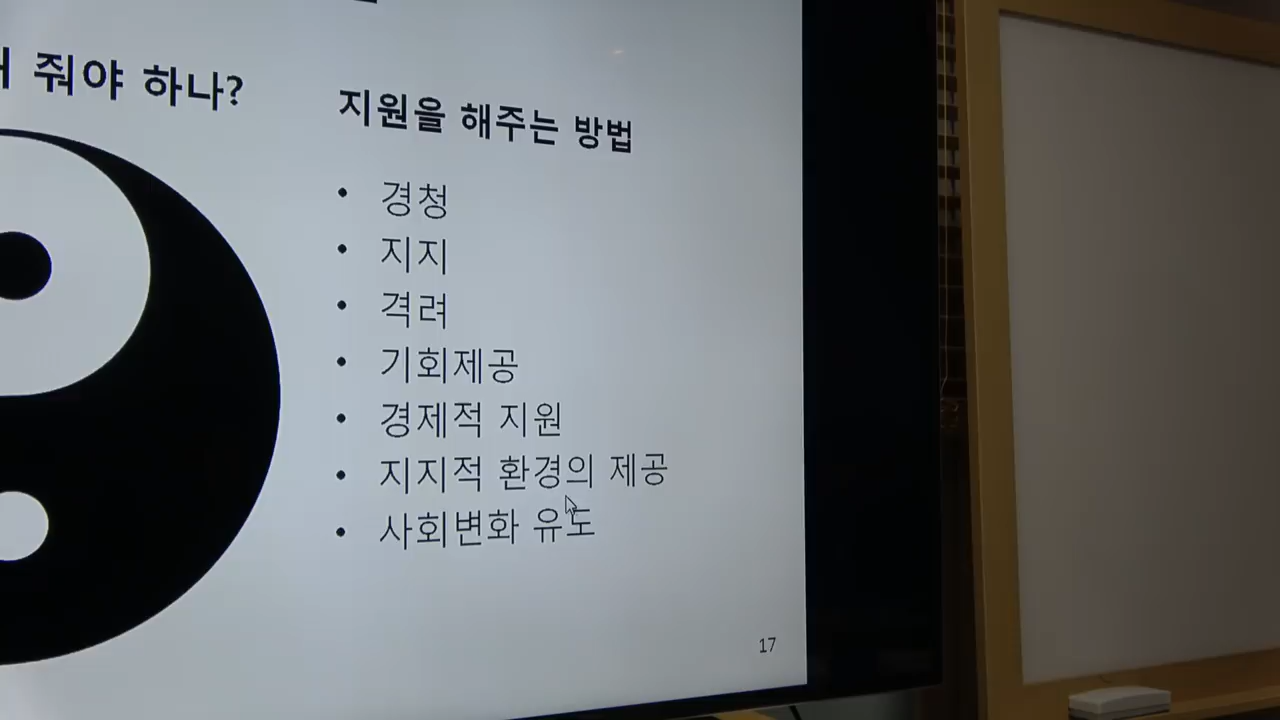 줘야 하나?
지원을 해주는 방법
• 경청
• 지지
• 격려
• 기회제공
• 경제적 지원
• 지지적 환경의 제공
• 사회변화 유도
17